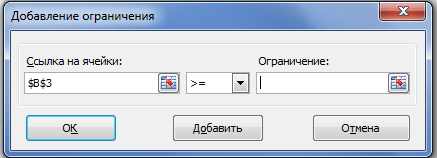 Добавление ограничения
Ссылка на ячейки: Ограничение:
$B$3 >=
ОК Добавить Отмена